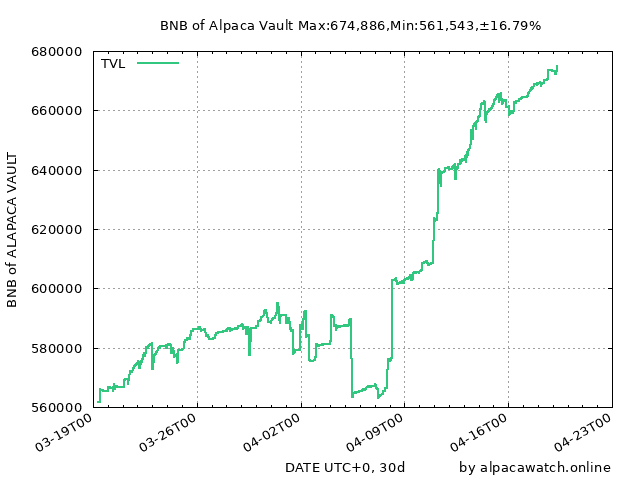 BNB of Alpaca Vault Max:674,886,Min:561,543,±16.79%
TVL
BNB of ALAPACA VAULT
680000
660000
640000
620000
600000
580000
560000
03-19T00
03-26T00
04-02T00
04-09T00
04-16T00
04-23T00
DATE UTC+0, 30d
by alpacawatch.online